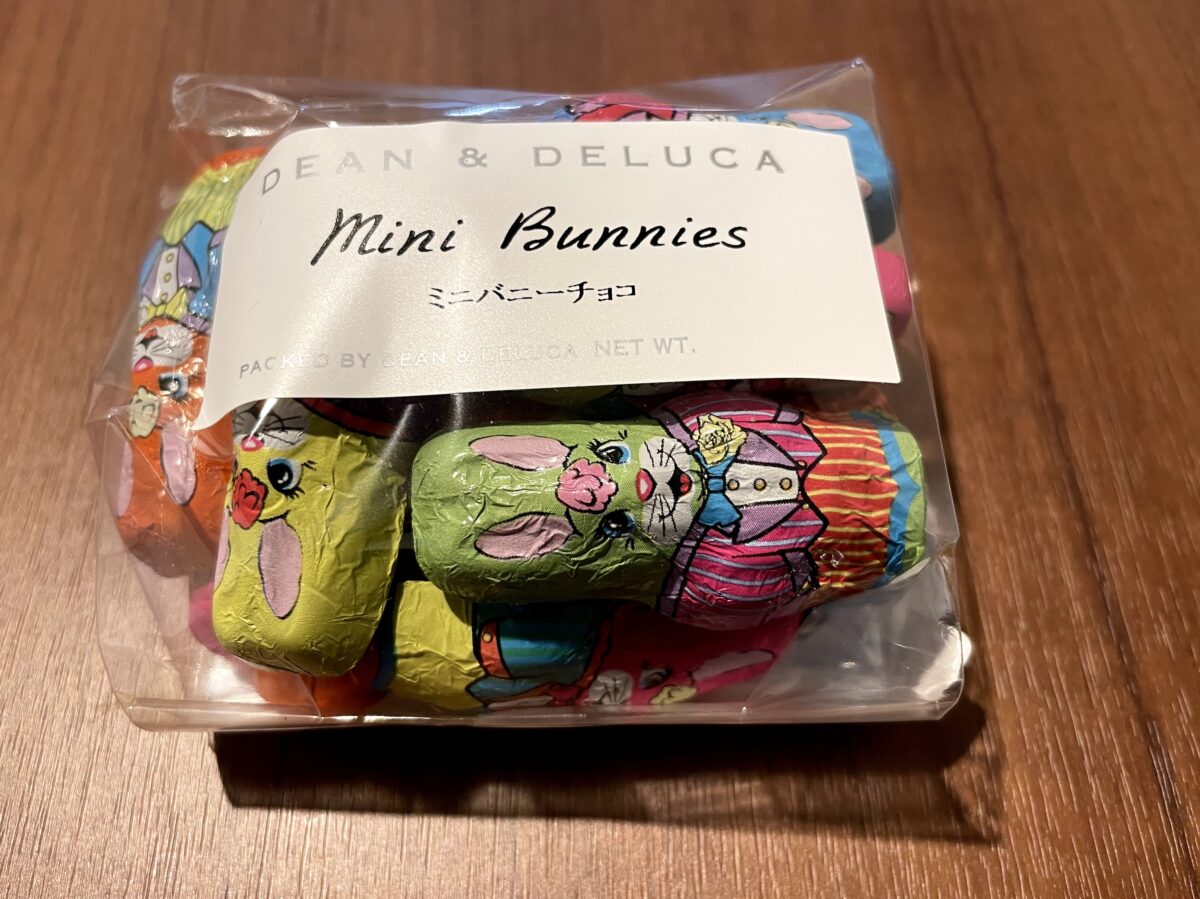 DEAN & DELUCA
Mini Bunnies
ミニバニーチョコ
PACKED BY DEAN & DELUCA NET WT.